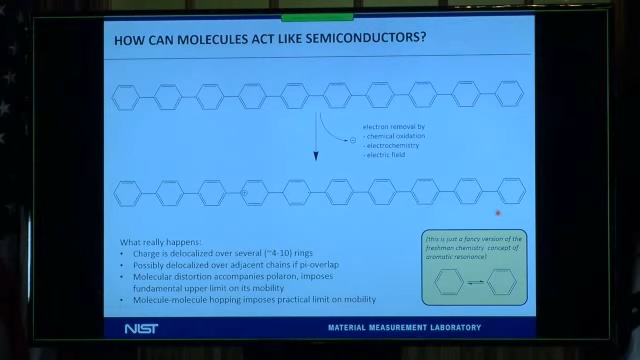 HOW CAN MOLECULES ACT LIKE SEMICONDUCTORS?
electron removal by
- chemical oxidation
- electrochemistry
- electric field
What really happens:
• Charge is delocalized over several (~4-10) rings
• Possibly delocalized over adjacent chains if pi-overlap
• Molecular distortion accompanies polaron, imposes
fundamental upper limit on its mobility
• Molecule-molecule hopping imposes practical limit on mobility
(this is just a fancy version of the
freshman chemistry concept of
aromatic resonance)
NIST
MATERIAL MEASUREMENT LABORATORY